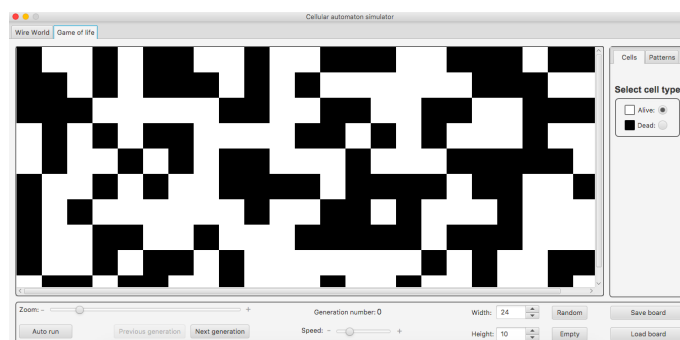 Cellular automaton simulator
Wire World Game of life
Cells Patterns
Select cell type
Alive:
Dead:
Zoom: - +
Generation number: 0
Width: 24
Random
Save board
Auto run
Previous generation
Next generation
Speed: - +
Height: 10
Empty
Load board